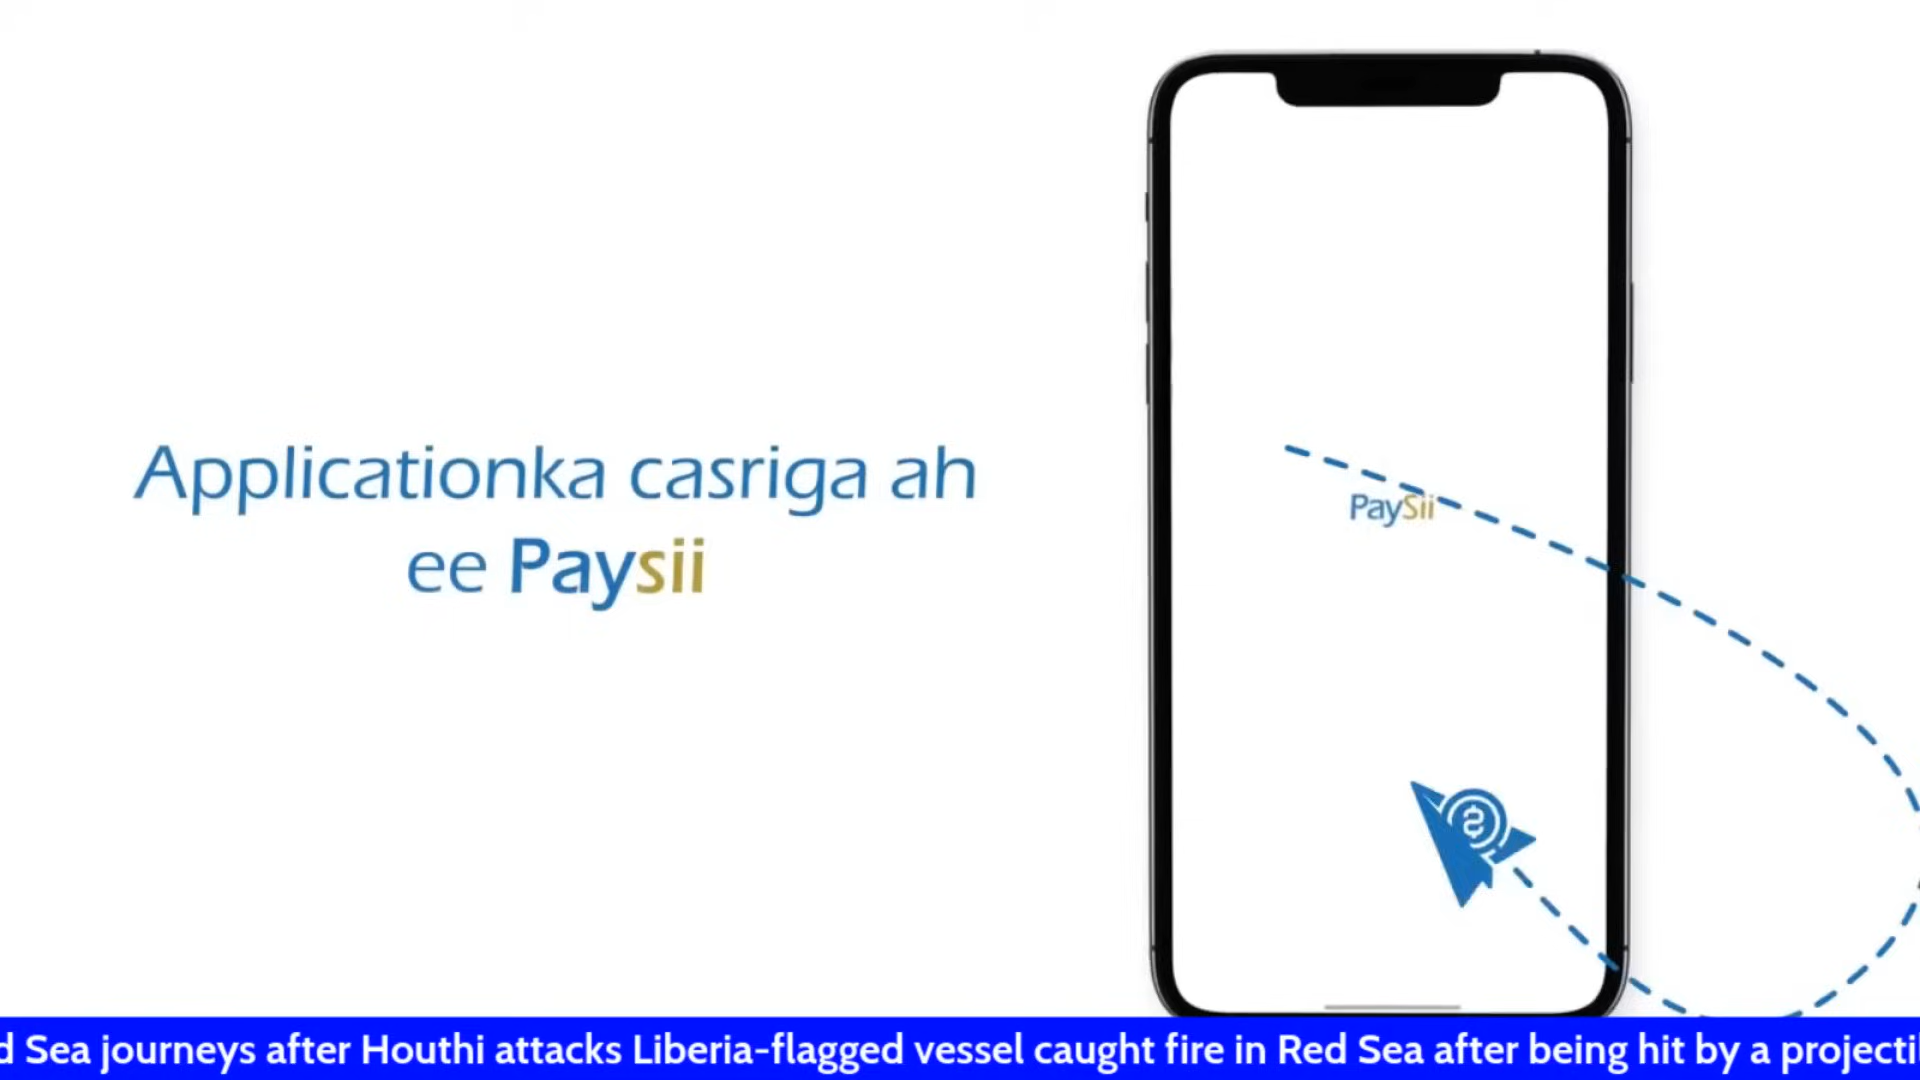 Applicationka casriga ah
ee Paysii
PaySii
Sea journeys after Houthi attacks Liberia-flagged vessel caught fire in Red Sea after being hit by a